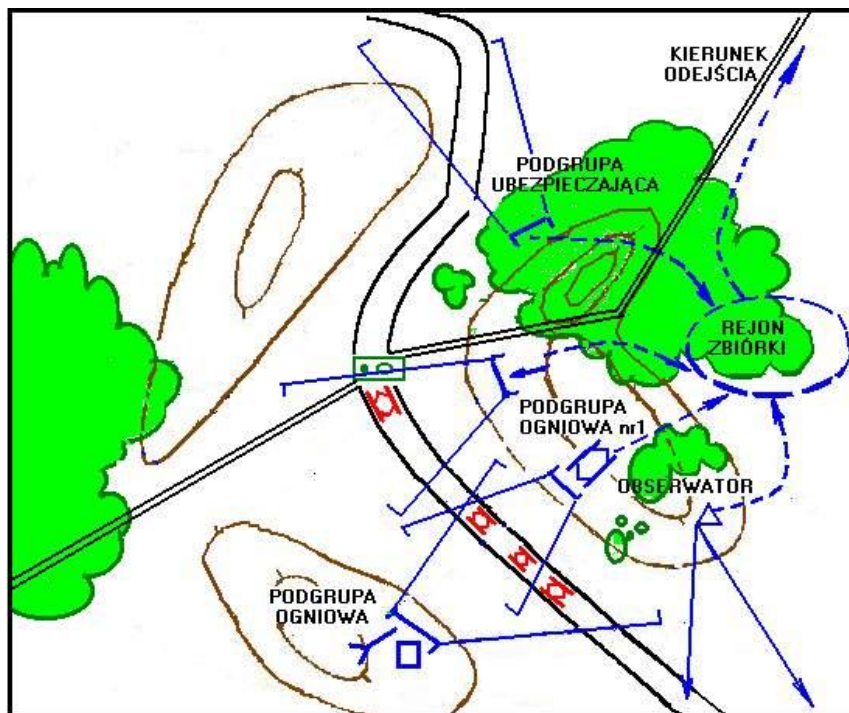 KIERUNEK
ODEJŚCIA
PODGRUPA
UBEZPIECZAJĄCA
REJON
ZBIÓRKI
PODGRUPA
OGNIOWA nr1
OBSERWATOR
PODGRUPA
OGNIOWA